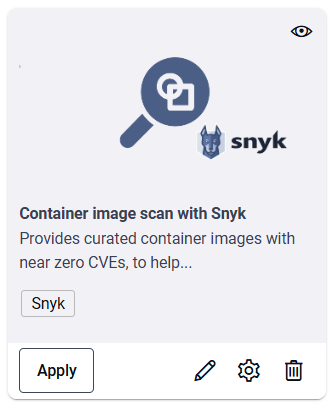 snyk
Container image scan with Snyk
Provides curated container images with
near zero CVEs, to help...
Snyk
Apply